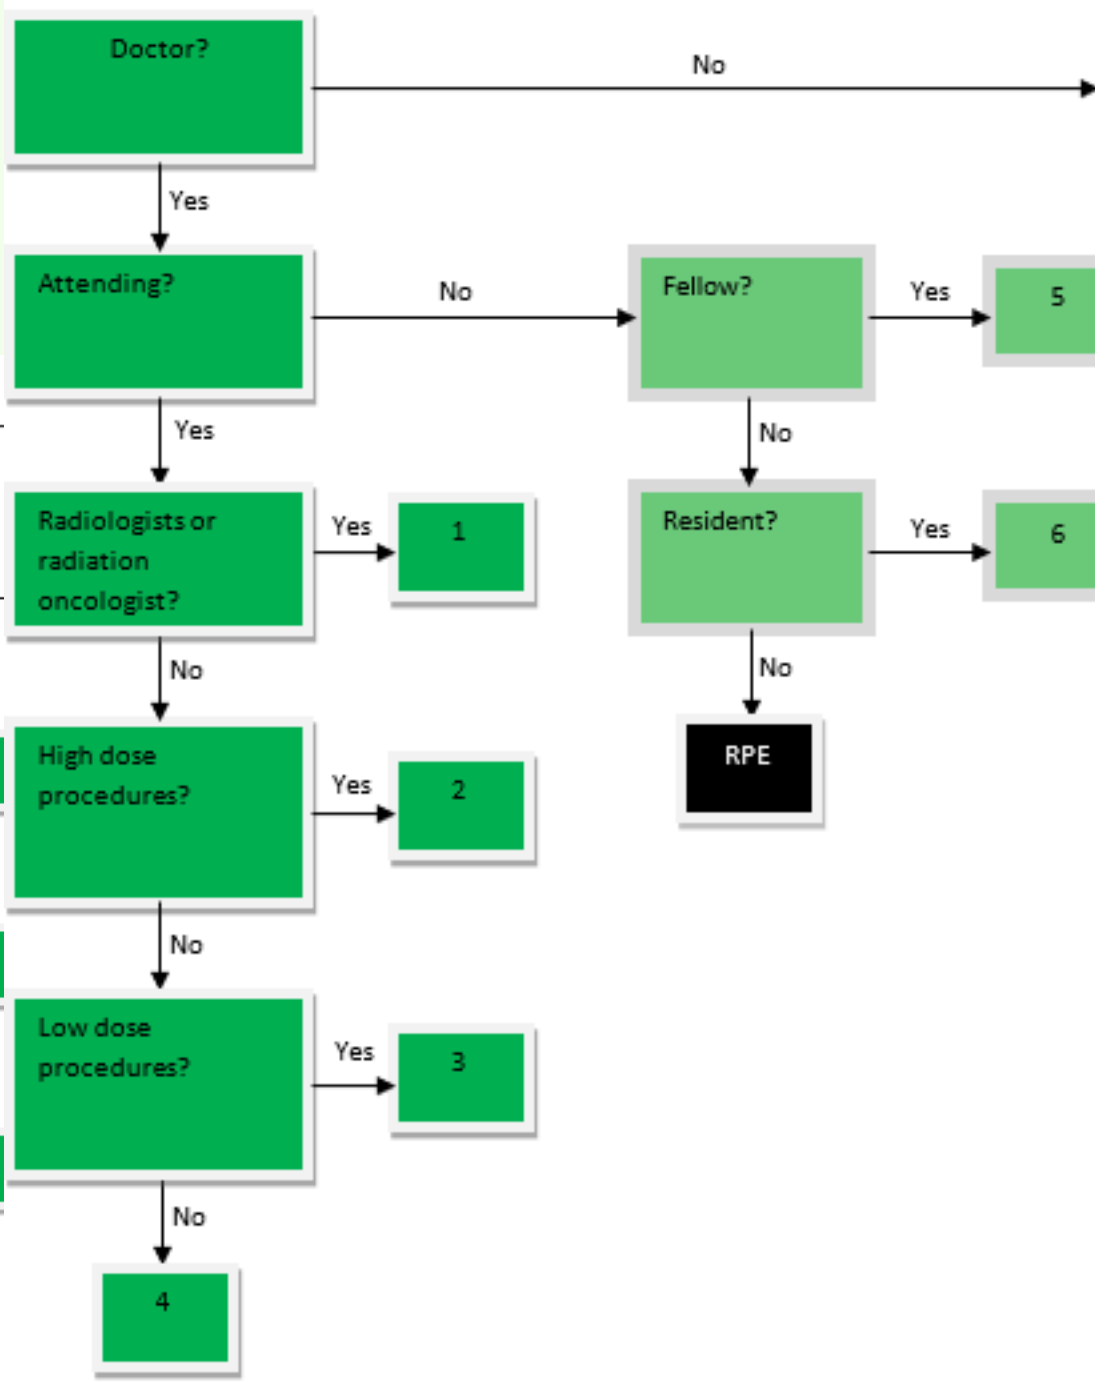 Doctor?
No
Yes
Attending?
No
Fellow?
Yes
5
Yes
No
Radiologists or
radiation
oncologist?
Yes
1
Resident?
Yes
6
No
No
High dose
procedures?
Yes
2
RPE
No
Low dose
procedures?
Yes
3
No
4